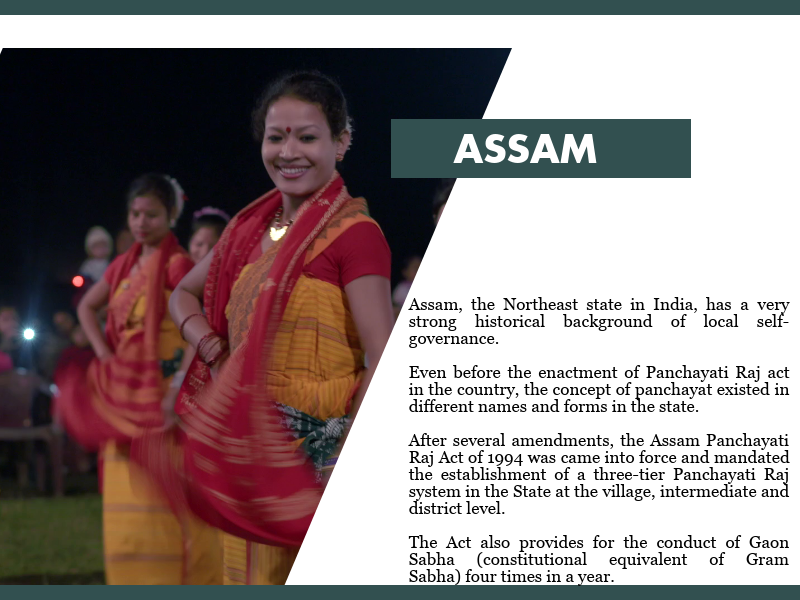 ASSAM
Assam, the Northeast state in India, has a very
strong historical background of local self-
governance.
Even before the enactment of Panchayati Raj act
in the country, the concept of panchayat existed in
different names and forms in the state.
After several amendments, the Assam Panchayati
Raj Act of 1994 was came into force and mandated
the establishment of a three-tier Panchayati Raj
system in the State at the village, intermediate and
district level.
The Act also provides for the conduct of Gaon
Sabha (constitutional equivalent of Gram
Sabha) four times in a year.